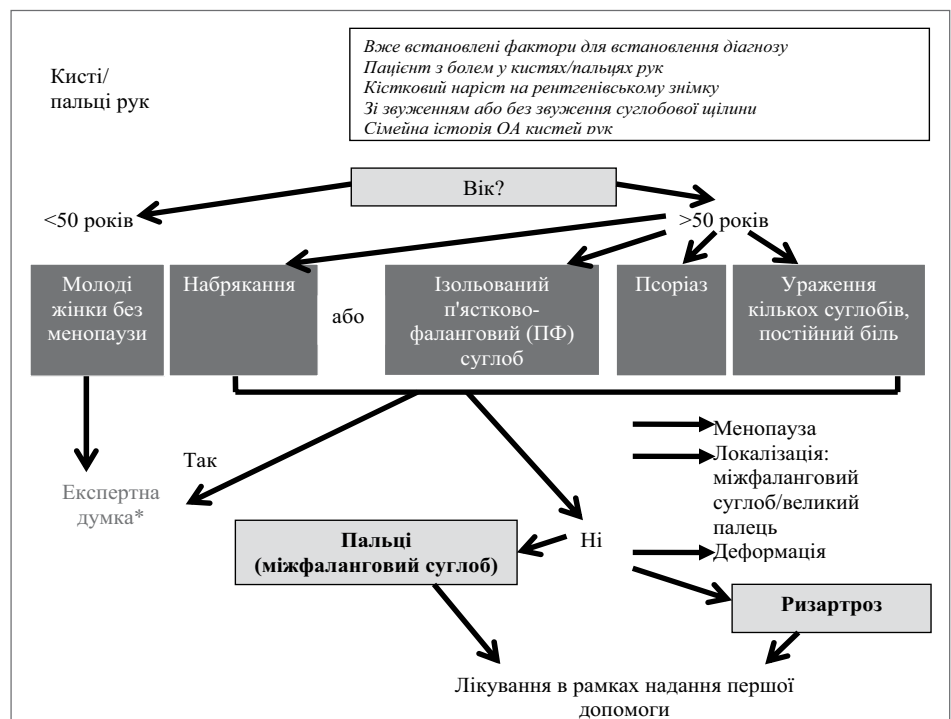 Кисті/
пальці рук
Вже встановлені фактори для встановлення діагнозу
Пацієнт з болем у кистях/пальцях рук
Кістковий наріст на рентгенівському знімку
Зі звуженням або без звуження суглобової щілини
Сімейна історія ОА кистей рук
Вік?
<50 років
>50 років
Молоді
жінки без
менопаузи
Набрякання
або
Ізольований
п'ястково-
фаланговий (ПФ)
суглоб
Псоріаз
Ураження
кількох суглобів,
постійний біль
Так
Експертна
думка*
Ні
Менопауза
Локалізація:
міжфаланговий
суглоб/великий
палець
Деформація
Пальці
(міжфаланговий суглоб)
Ризартроз
Лікування в рамках надання першої
допомоги